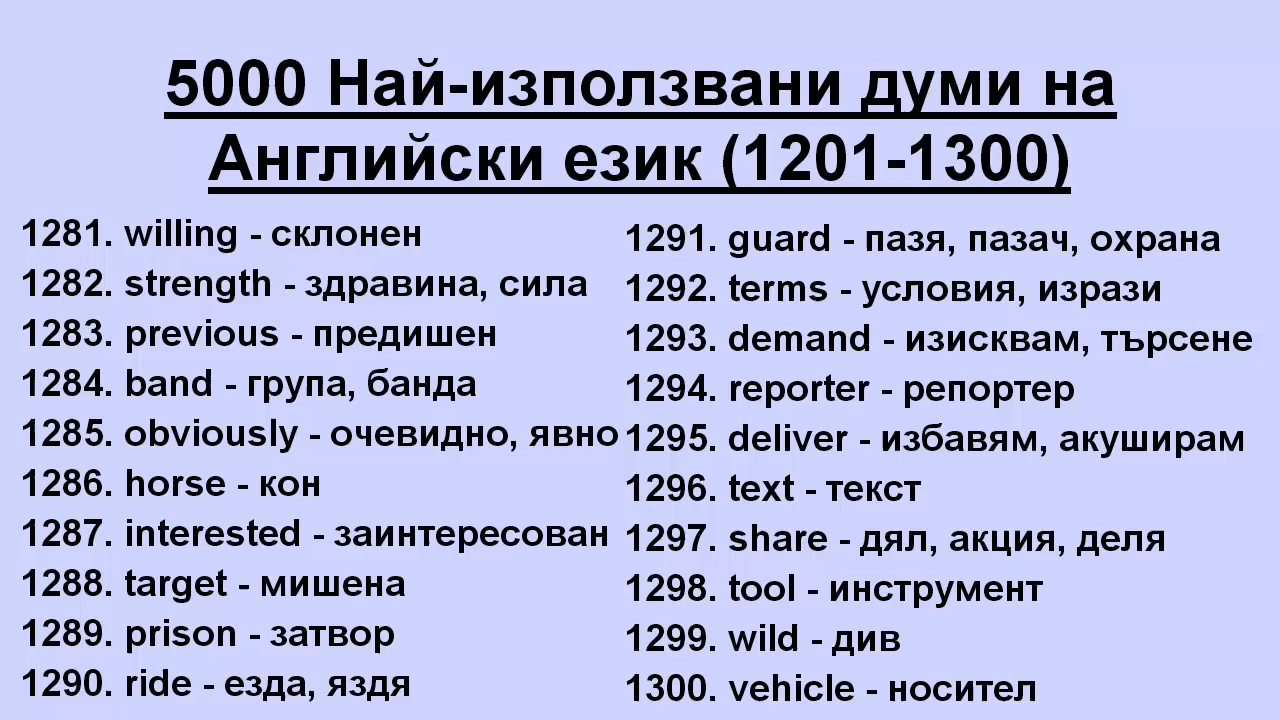 5000 Най-използвани думи на
Английски език (1201-1300)
1281. willing - склонен
1282. strength - здравина, сила
1283. previous - предишен
1284. band - група, банда
1285. obviously - очевидно, явно
1286. horse - кон
1287. interested - заинтересован
1288. target - мишена
1289. prison - затвор
1290. ride - езда, яздя
1291. guard - пазя, пазач, охрана
1292. terms - условия, изрази
1293. demand - изисквам, търсене
1294. reporter - репортер
1295. deliver - избавям, акуширам
1296. text - текст
1297. share - дял, акция, деля
1298. tool - инструмент
1299. wild - див
1300. vehicle - носител